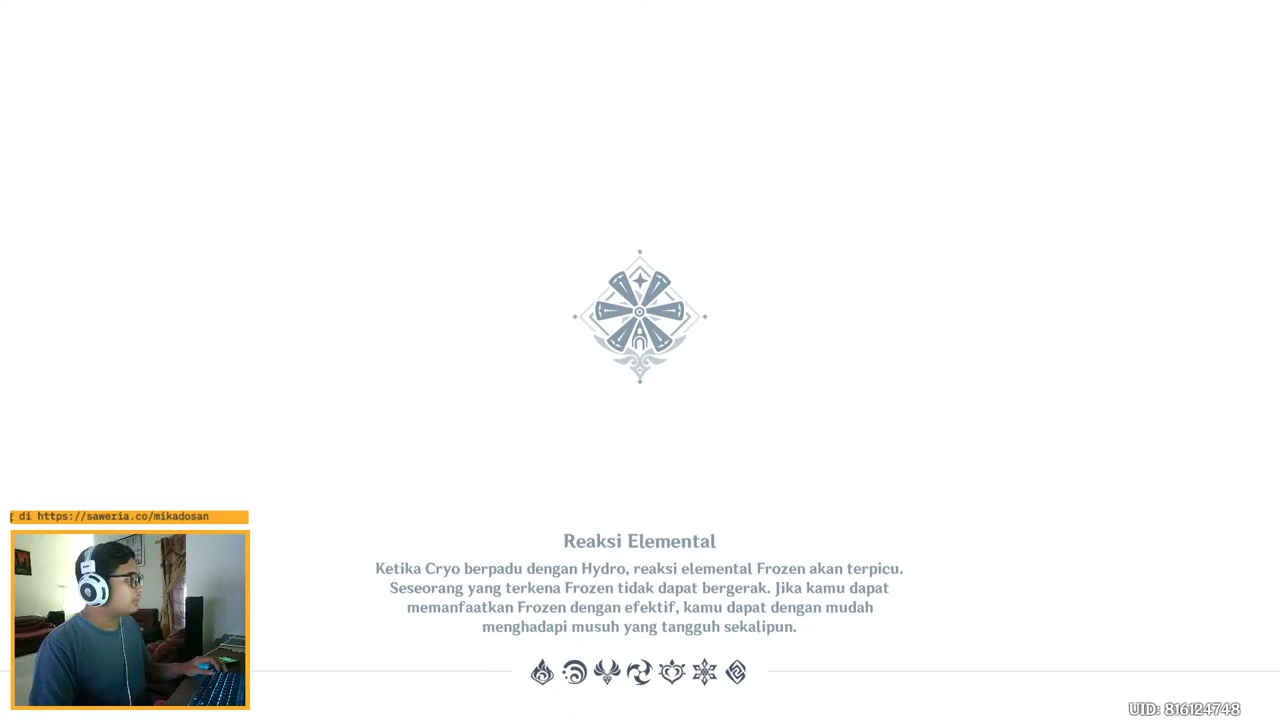 di https://saweria.co/mikadosan
Reaksi Elemental
Ketika Cryo berpadu dengan Hydro, reaksi elemental Frozen akan terpicu.
Seseorang yang terkena Frozen tidak dapat bergerak. Jika kamu dapat
memanfaatkan Frozen dengan efektif, kamu dapat dengan mudah
menghadapi musuh yang tangguh sekalipun.
UID: 816124748